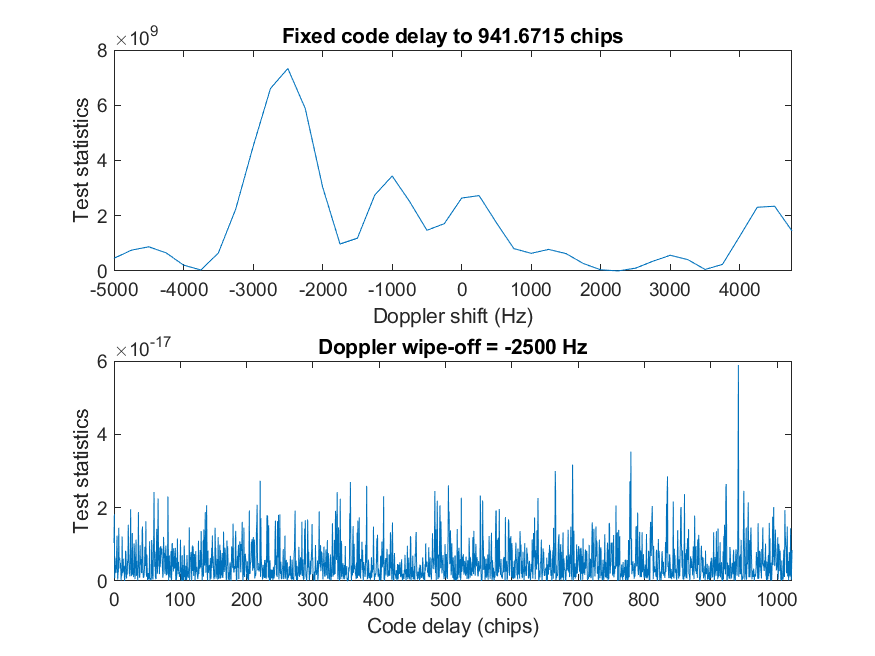 ×10^9
Fixed code delay to 941.6715 chips
8
6
4
2
0
Test statistics
-5000 -4000 -3000 -2000 -1000 0 1000 2000 3000 4000
Doppler shift (Hz)
×10^-17
Doppler wipe-off = -2500 Hz
6
4
2
0
Test statistics
0 100 200 300 400 500 600 700 800 900 1000
Code delay (chips)